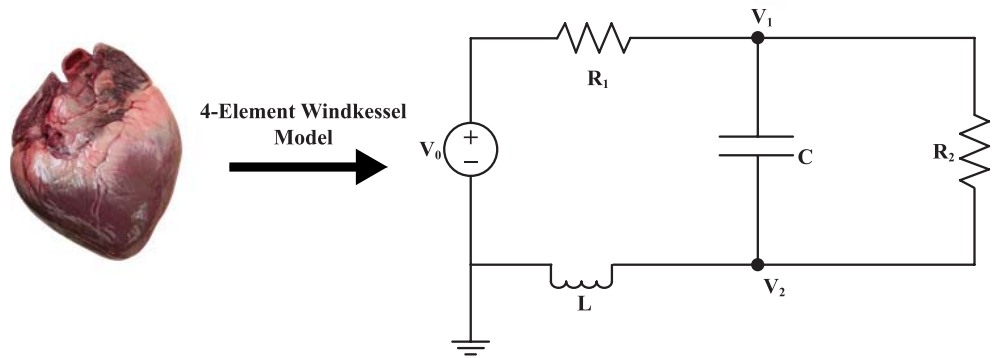 4-Element Windkessel
Model
V₀
+
−
R₁
V₁
C
R₂
L
V₂